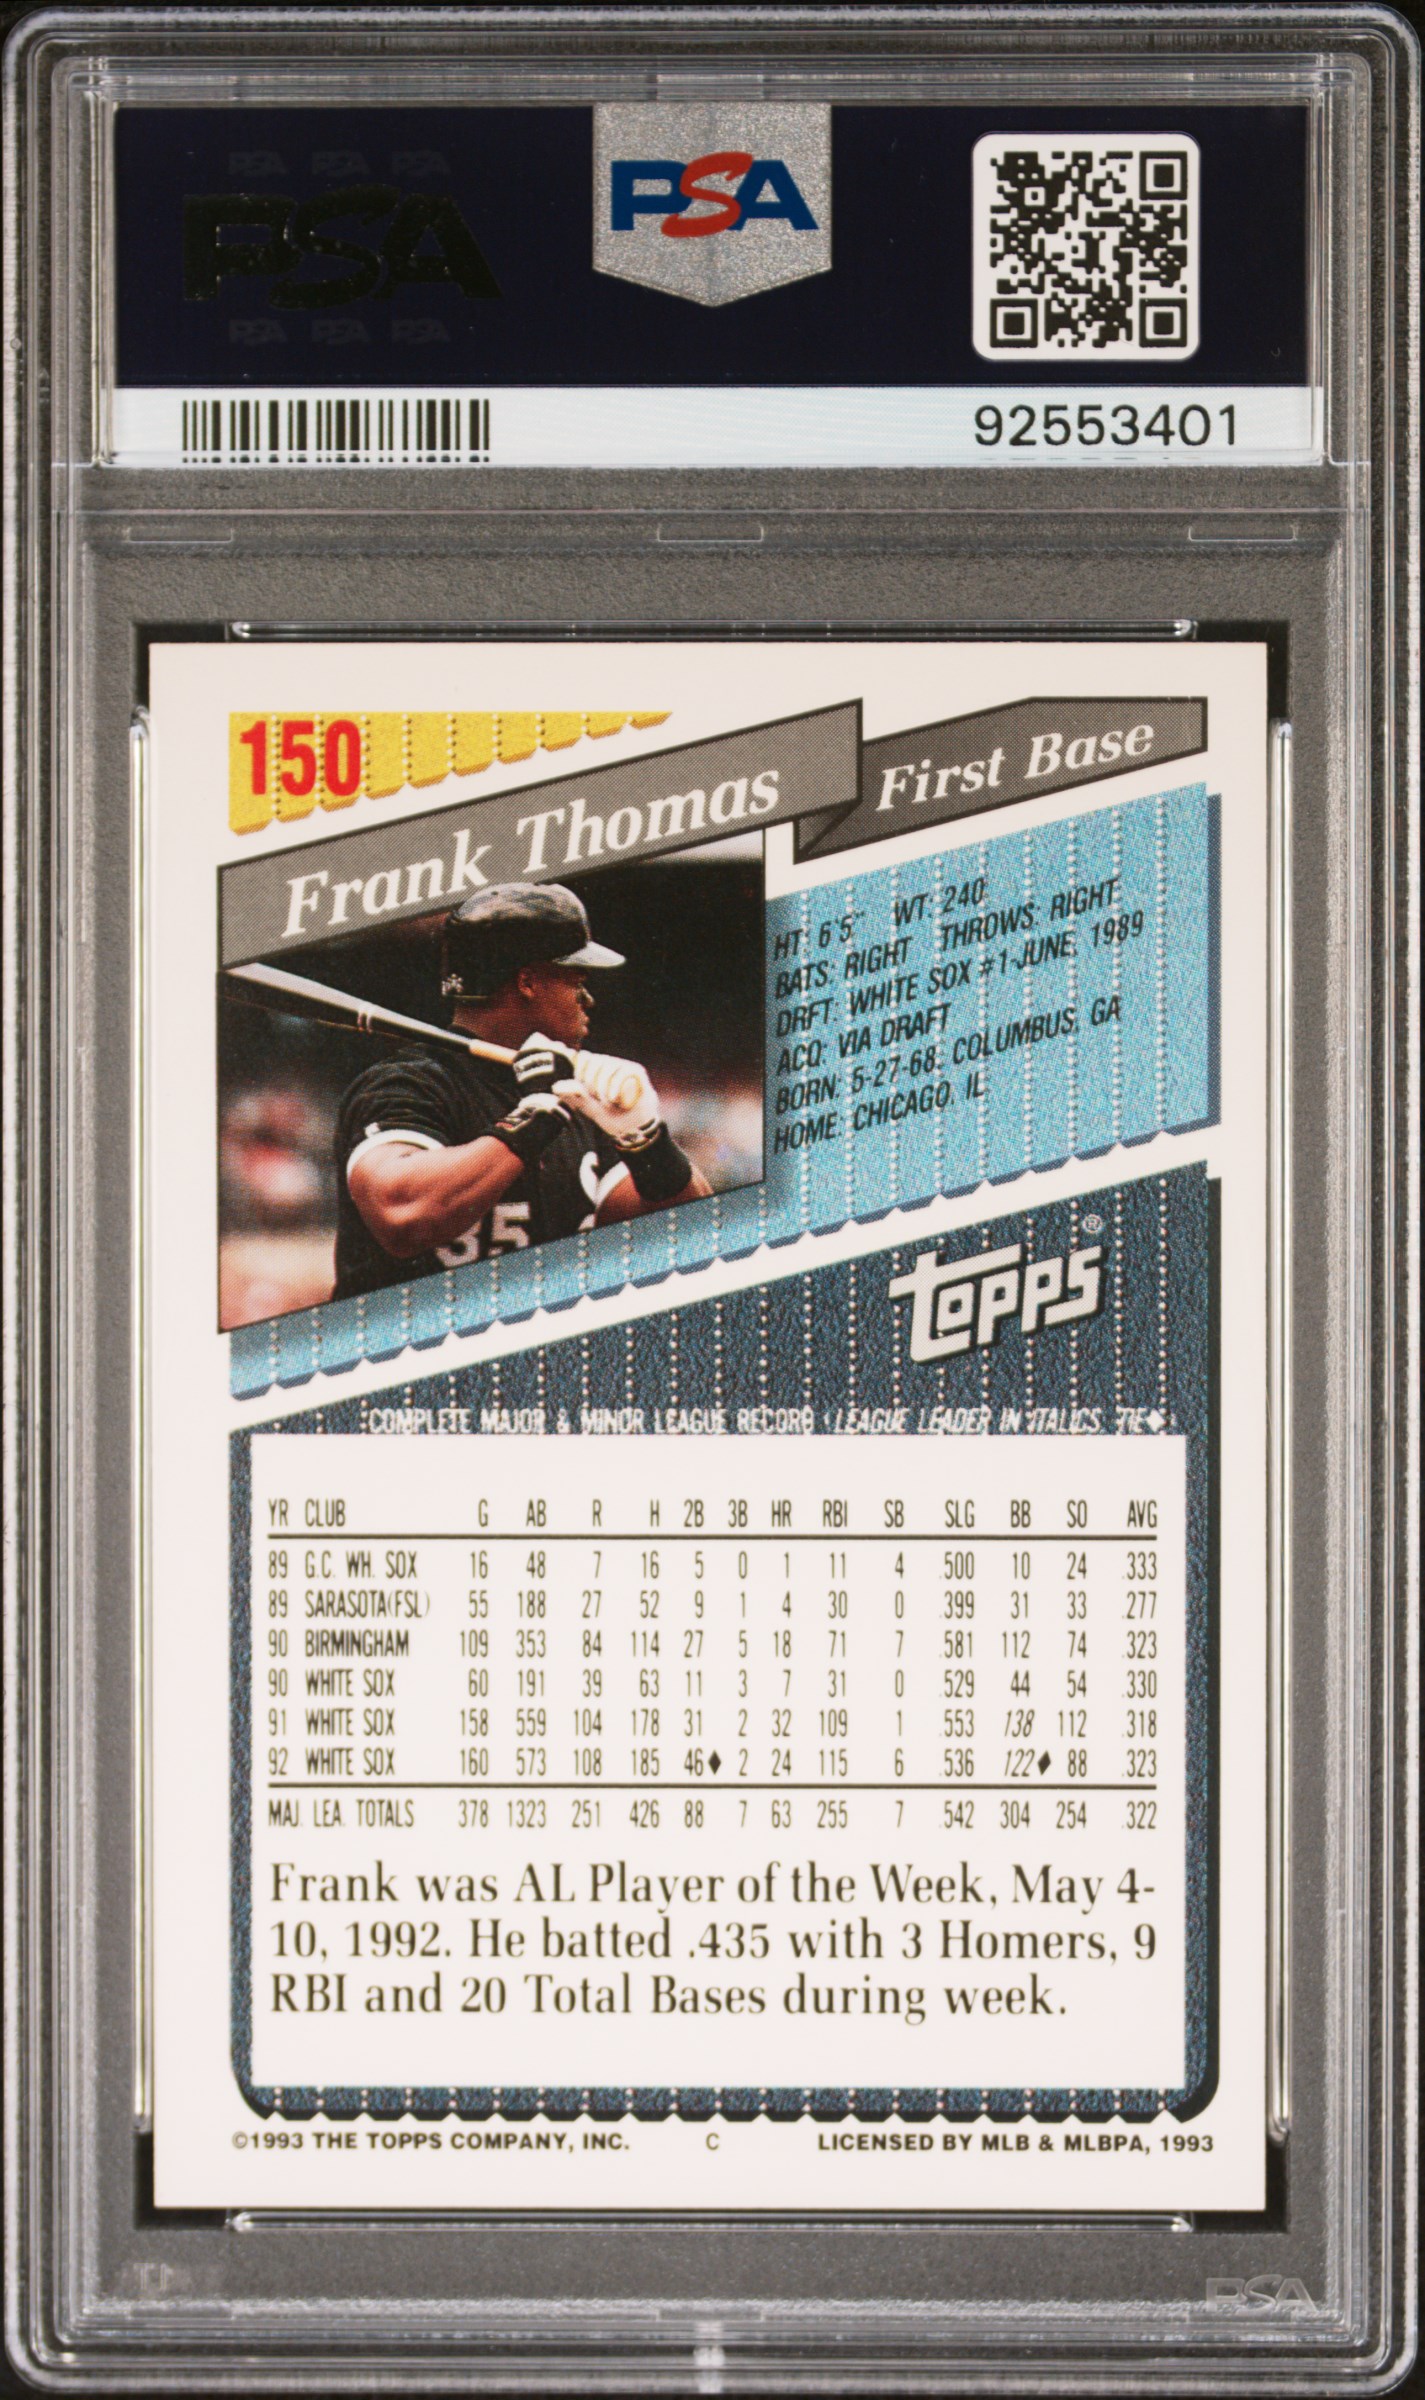 PSA PSA PSA
PSA
PSA PSA PSA
PSA
92553401
150
Frank Thomas
First Base
HT: 6'5" WT: 240
BATS: RIGHT THROWS: RIGHT
DRFT: WHITE SOX #1-JUNE, 1989
ACQ: VIA DRAFT
BORN: 5-27-68, COLUMBUS, GA
HOME: CHICAGO, IL
35
TOPPS®
COMPLETE MAJOR & MINOR LEAGUE RECORD LEAGUE LEADER IN ITALICS, TIE♦
YR CLUB G AB R H 2B 3B HR RBI SB SLG BB SO AVG
89 G.C. WH. SOX 16 48 7 16 5 0 1 11 4 .500 10 24 .333
89 SARASOTA(FSL) 55 188 27 52 9 1 4 30 0 .399 31 33 .277
90 BIRMINGHAM 109 353 84 114 27 5 18 71 7 .581 112 74 .323
90 WHITE SOX 60 191 39 63 11 3 7 31 0 .529 44 54 .330
91 WHITE SOX 158 559 104 178 31 2 32 109 1 .553 138 112 .318
92 WHITE SOX 160 573 108 185 46♦ 2 24 115 6 .536 122♦ 88 .323
MAJ. LEA. TOTALS 378 1323 251 426 88 7 63 255 7 .542 304 254 .322
Frank was AL Player of the Week, May 4-
10, 1992. He batted .435 with 3 Homers, 9
RBI and 20 Total Bases during week.
©1993 THE TOPPS COMPANY, INC. C LICENSED BY MLB & MLBPA, 1993
PSA